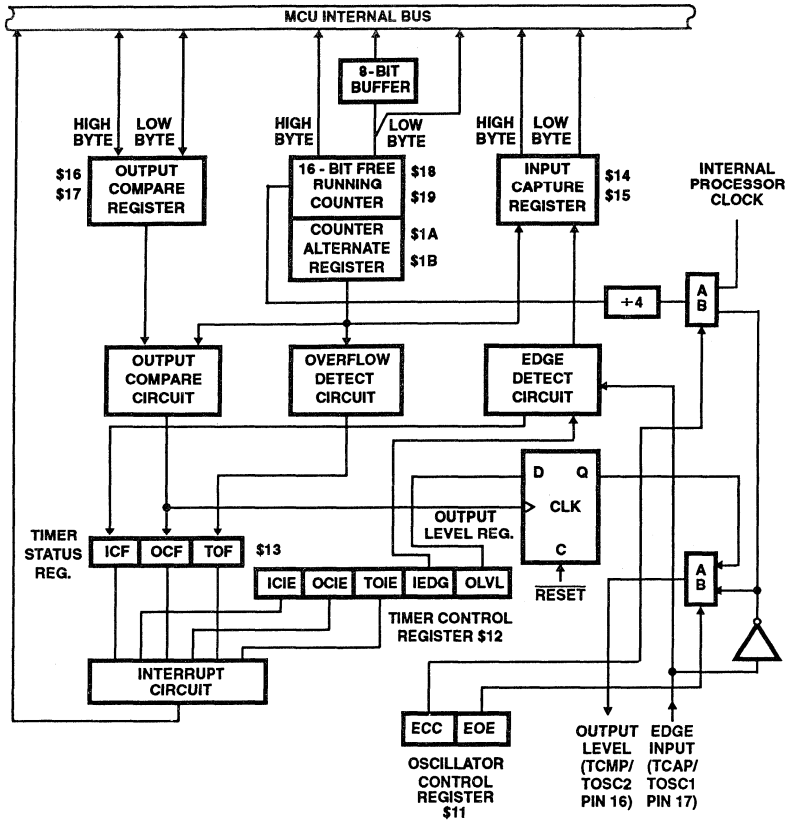 MCU INTERNAL BUS
8-BIT
BUFFER
HIGH
BYTE
LOW
BYTE
HIGH
BYTE
LOW
BYTE
HIGH
BYTE
LOW
BYTE
$16
$17
OUTPUT
COMPARE
REGISTER
16 - BIT FREE
RUNNING
COUNTER
$18
$19
COUNTER
ALTERNATE
REGISTER
$1A
$1B
INPUT
CAPTURE
REGISTER
$14
$15
INTERNAL
PROCESSOR
CLOCK
÷4
A
B
OUTPUT
COMPARE
CIRCUIT
OVERFLOW
DETECT
CIRCUIT
EDGE
DETECT
CIRCUIT
D Q
CLK
C
RESET
OUTPUT
LEVEL REG.
TIMER
STATUS
REG.
ICF OCF TOF
$13
ICIE OCIE TOIE IEDG OLVL
TIMER CONTROL
REGISTER $12
A
B
INTERRUPT
CIRCUIT
ECC EOE
OSCILLATOR
CONTROL
REGISTER
$11
OUTPUT
LEVEL
(TCMP/
TOSC2
PIN 16)
EDGE
INPUT
(TCAP/
TOSC1
PIN 17)